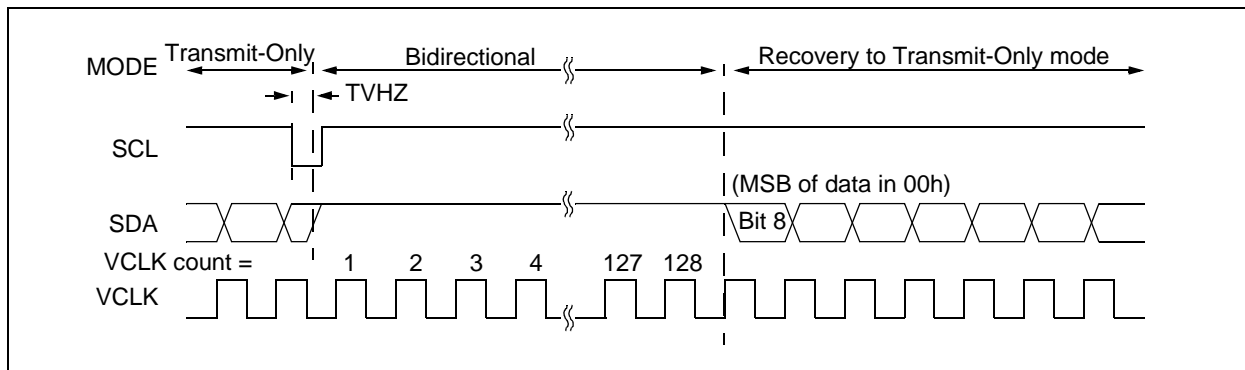 Transmit-Only Bidirectional Recovery to Transmit-Only mode
MODE
TVHZ
SCL
(MSB of data in 00h)
SDA Bit 8
VCLK count = 1 2 3 4 127 128
VCLK